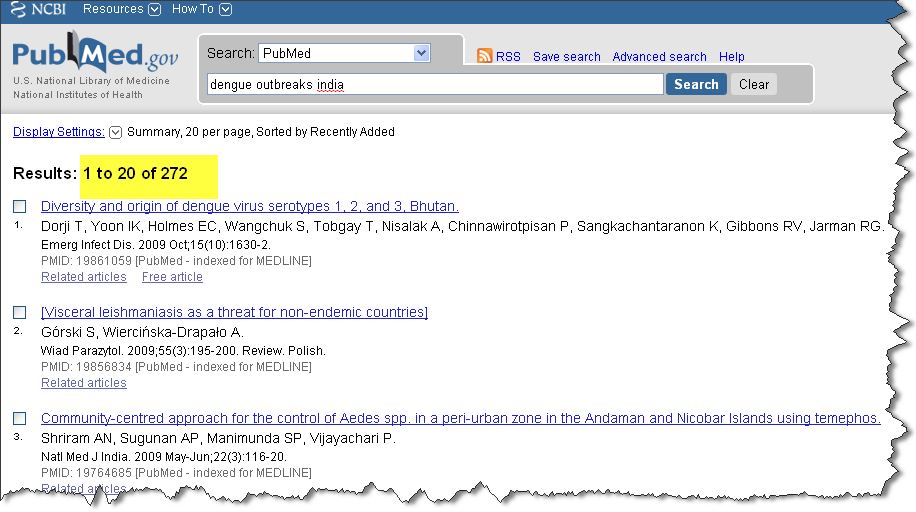 NCBI Resources How To
PubMed.gov
U.S. National Library of Medicine
National Institutes of Health
Search: PubMed
RSS Save search Advanced search Help
dengue outbreaks india Search Clear
Display Settings: Summary, 20 per page, Sorted by Recently Added
Results: 1 to 20 of 272
Diversity and origin of dengue virus serotypes 1, 2, and 3, Bhutan.
1. Dorji T, Yoon IK, Holmes EC, Wangchuk S, Tobgay T, Nisalak A, Chinnawirotpisan P, Sangkachantaranon K, Gibbons RV, Jarman RG.
Emerg Infect Dis. 2009 Oct;15(10):1630-2.
PMID: 19861059 [PubMed - indexed for MEDLINE]
Related articles Free article
[Visceral leishmaniasis as a threat for non-endemic countries]
2. Górski S, Wiercińska-Drapało A.
Wiad Parazytol. 2009;55(3):195-200. Review. Polish.
PMID: 19856834 [PubMed - indexed for MEDLINE]
Related articles
Community-centred approach for the control of Aedes spp. in a peri-urban zone in the Andaman and Nicobar Islands using temephos.
3. Shriram AN, Sugunan AP, Manimunda SP, Vijayachari P.
Natl Med J India. 2009 May-Jun;22(3):116-20.
PMID: 19764685 [PubMed - indexed for MEDLINE]
Related articles